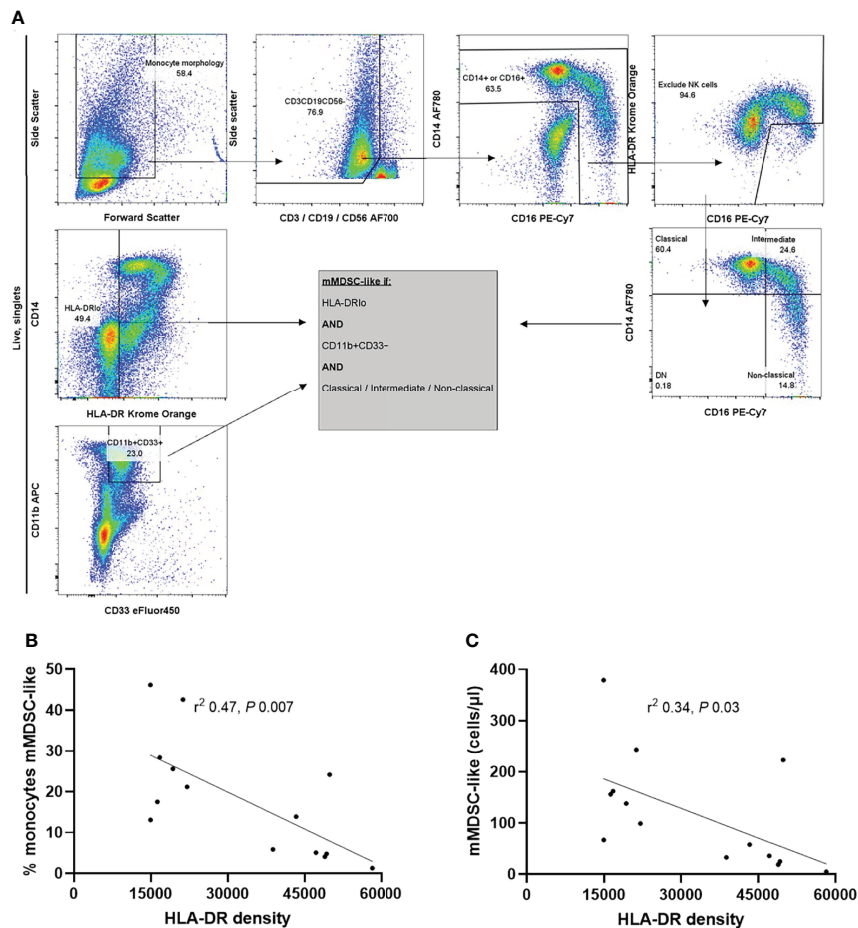 A
Side Scatter
Monocyte morphology
58.4
Forward Scatter
Side scatter
CD3CD19CD56-
76.9
CD3 / CD19 / CD56 AF700
CD14 AF780
CD14+ or CD16+
63.5
CD16 PE-Cy7
HLA-DR Krome Orange
Exclude NK cells
94.6
CD16 PE-Cy7
Live, singlets
CD14
HLA-DRlo
49.4
HLA-DR Krome Orange
mMDSC-like if:
HLA-DRlo
AND
CD11b+CD33–
AND
Classical / Intermediate / Non-classical
CD14 AF780
Classical
60.4
Intermediate
24.6
DN
0.18
Non-classical
14.8
CD16 PE-Cy7
CD11b APC
CD11b+CD33+
23.0
CD33 eFluor450
B
% monocytes mMDSC-like
50
40
30
20
10
0
r² 0.47, P 0.007
0 15000 30000 45000 60000
HLA-DR density
C
mMDSC-like (cells/µl)
400
300
200
100
0
r² 0.34, P 0.03
0 15000 30000 45000 60000
HLA-DR density